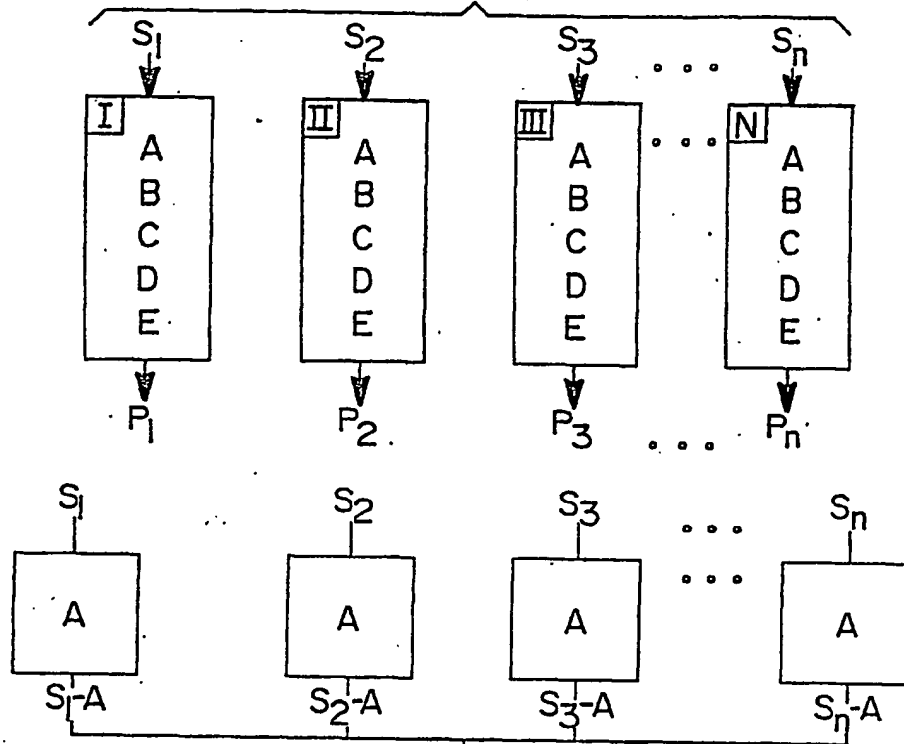 S1 S2 S3 ... Sn
I II III ... N
A A A A
B B B B
C C C C
D D D D
E E E E
P1 P2 P3 ... Pn
S1 S2 S3 ... Sn
...
A A A A
S1-A S2-A S3-A Sn-A